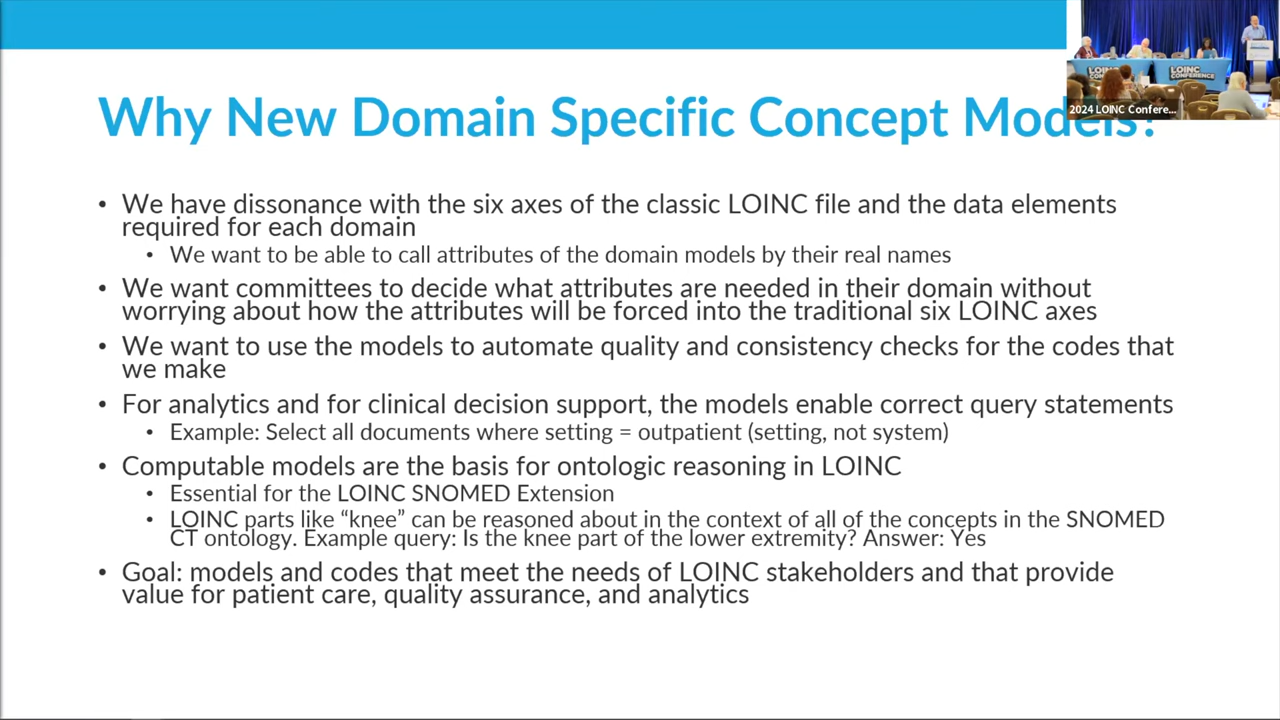 Why New Domain Specific Concept Models?
• We have dissonance with the six axes of the classic LOINC file and the data elements
required for each domain
• We want to be able to call attributes of the domain models by their real names
• We want committees to decide what attributes are needed in their domain without
worrying about how the attributes will be forced into the traditional six LOINC axes
• We want to use the models to automate quality and consistency checks for the codes that
we make
• For analytics and for clinical decision support, the models enable correct query statements
• Example: Select all documents where setting = outpatient (setting, not system)
• Computable models are the basis for ontologic reasoning in LOINC
• Essential for the LOINC SNOMED Extension
• LOINC parts like “knee” can be reasoned about in the context of all of the concepts in the SNOMED
CT ontology. Example query: Is the knee part of the lower extremity? Answer: Yes
• Goal: models and codes that meet the needs of LOINC stakeholders and that provide
value for patient care, quality assurance, and analytics
LOINC
CONFERENCE
2024 LOINC Confere...